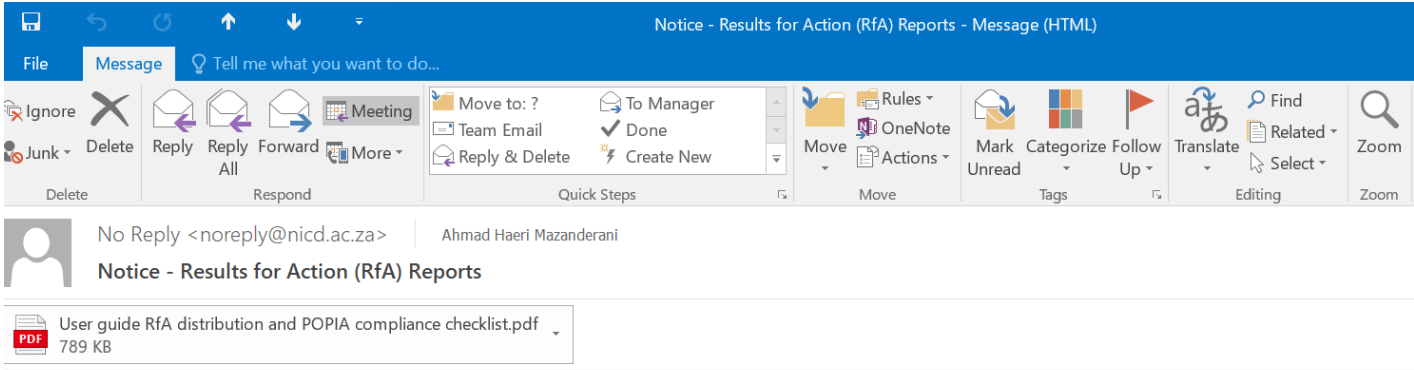 Notice - Results for Action (RfA) Reports - Message (HTML)
File Message Tell me what you want to do...
Ignore
Junk
Delete
Delete
Reply
Reply All
Forward
Meeting
More
Respond
Move to: ?
Team Email
Reply & Delete
To Manager
Done
Create New
Quick Steps
Move
Rules
OneNote
Actions
Move
Mark Unread
Categorize
Follow Up
Tags
Translate
Find
Related
Select
Editing
Zoom
Zoom
No Reply <noreply@nicd.ac.za> Ahmad Haeri Mazanderani
Notice - Results for Action (RfA) Reports
PDF
User guide RfA distribution and POPIA compliance checklist.pdf
789 KB